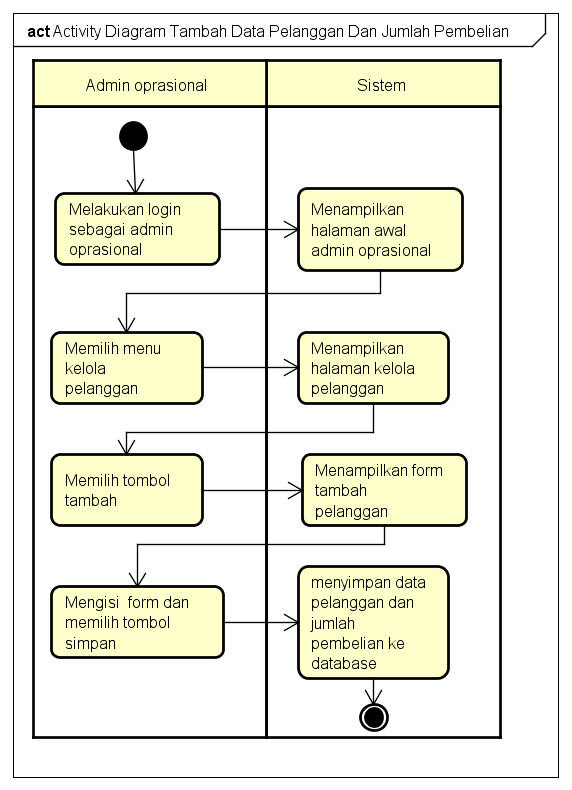 act Activity Diagram Tambah Data Pelanggan Dan Jumlah Pembelian
Admin oprasional
Sistem
Melakukan login
sebagai admin
oprasional
Menampilkan
halaman awal
admin oprasional
Memilih menu
kelola
pelanggan
Menampilkan
halaman kelola
pelanggan
Memilih tombol
tambah
Menampilkan form
tambah
pelanggan
Mengisi form dan
memilih tombol
simpan
menyimpan data
pelanggan dan
jumlah
pembelian ke
database